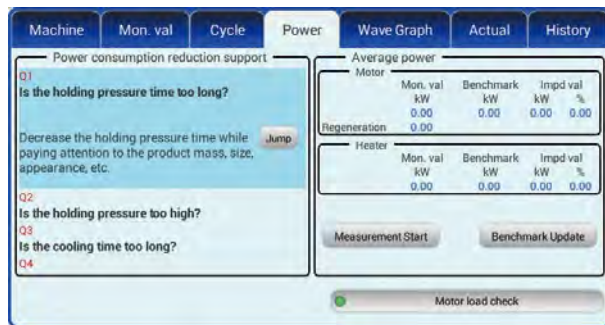 Machine
Mon. val
Cycle
Power
Wave Graph
Actual
History
Power consumption reduction support
Q1
Is the holding pressure time too long?
Decrease the holding pressure time while
paying attention to the product mass, size,
appearance, etc.
Jump
Q2
Is the holding pressure too high?
Q3
Is the cooling time too long?
Q4
Average power
Motor
Mon. val Benchmark Impd val
kW kW kW %
0.00 0.00 0.00 0.00
Regeneration 0.00
Heater
Mon. val Benchmark Impd val
kW kW kW %
0.00 0.00 0.00 0.00
Measurement Start
Benchmark Update
Motor load check